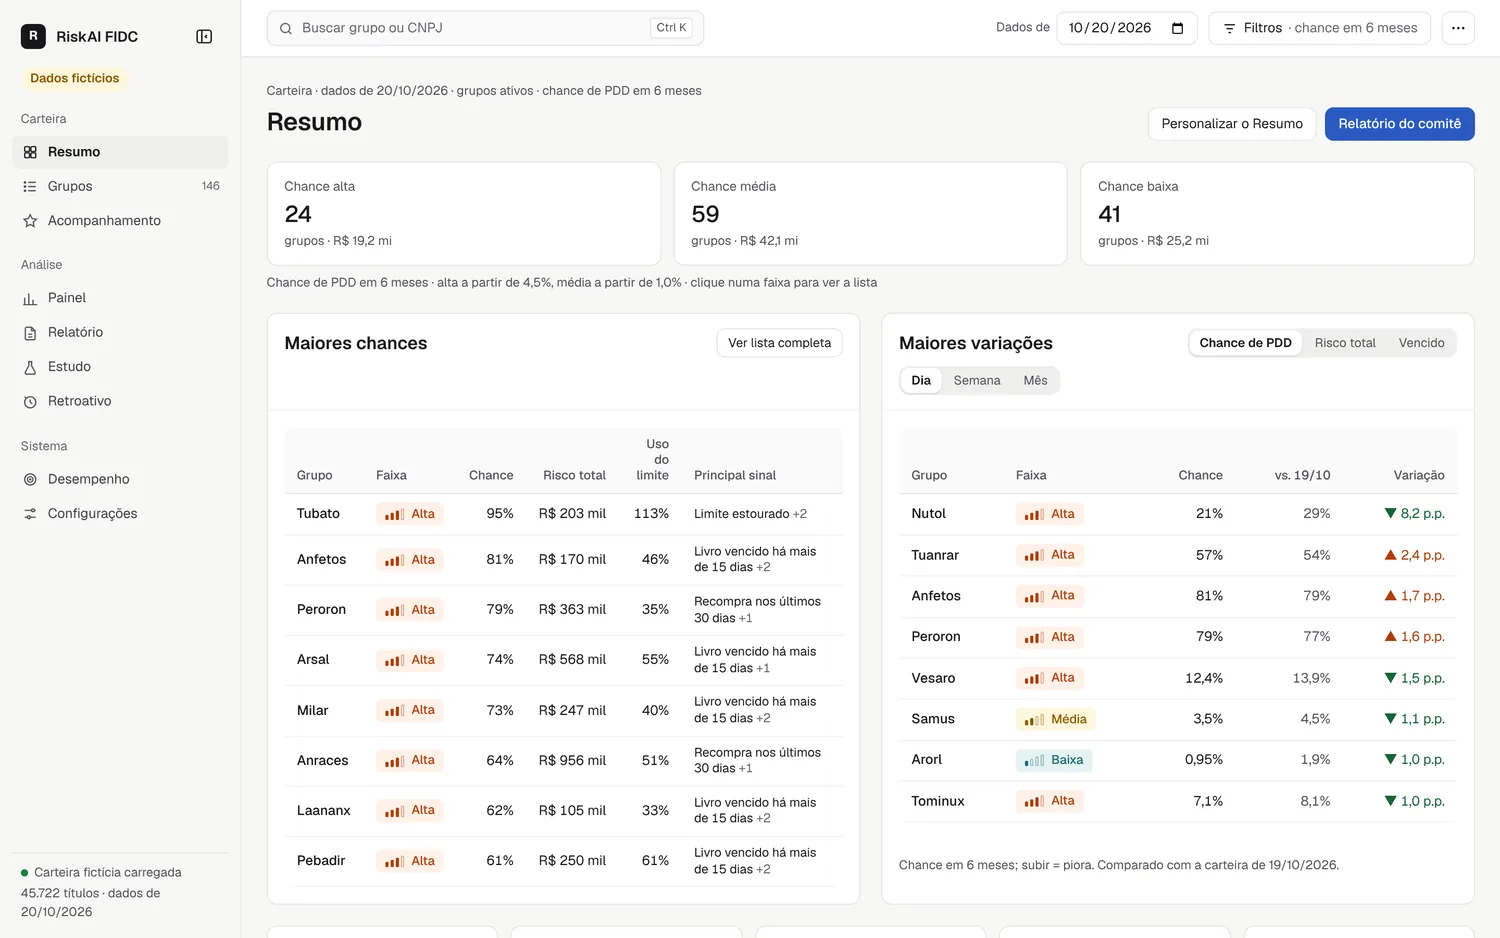 R RiskAI FIDC
Dados fictícios
Carteira
Resumo
Grupos 146
Acompanhamento
Análise
Painel
Relatório
Estudo
Retroativo
Sistema
Desempenho
Configurações
Carteira fictícia carregada
45.722 títulos · dados de
20/10/2026
Buscar grupo ou CNPJ Ctrl K
Dados de 10/20/2026
Filtros · chance em 6 meses
Carteira · dados de 20/10/2026 · grupos ativos · chance de PDD em 6 meses
Resumo
Personalizar o Resumo
Relatório do comitê
Chance alta
24
grupos · R$ 19,2 mi
Chance média
59
grupos · R$ 42,1 mi
Chance baixa
41
grupos · R$ 25,2 mi
Chance de PDD em 6 meses · alta a partir de 4,5%, média a partir de 1,0% · clique numa faixa para ver a lista
Maiores chances
Ver lista completa
Grupo Faixa Chance Risco total Uso do limite Principal sinal
Tubato Alta 95% R$ 203 mil 113% Limite estourado +2
Anfetos Alta 81% R$ 170 mil 46% Livro vencido há mais
de 15 dias +2
Peroron Alta 79% R$ 363 mil 35% Recompra nos últimos
30 dias +1
Arsal Alta 74% R$ 568 mil 55% Livro vencido há mais
de 15 dias +1
Milar Alta 73% R$ 247 mil 40% Livro vencido há mais
de 15 dias +2
Anraces Alta 64% R$ 956 mil 51% Recompra nos últimos
30 dias +1
Laananx Alta 62% R$ 105 mil 33% Livro vencido há mais
de 15 dias +2
Pebadir Alta 61% R$ 250 mil 61% Livro vencido há mais
de 15 dias +2
Maiores variações
Chance de PDD Risco total Vencido
Dia Semana Mês
Grupo Faixa Chance vs. 19/10 Variação
Nutol Alta 21% 29% ▼ 8,2 p.p.
Tuanrar Alta 57% 54% ▲ 2,4 p.p.
Anfetos Alta 81% 79% ▲ 1,7 p.p.
Peroron Alta 79% 77% ▲ 1,6 p.p.
Vesaro Alta 12,4% 13,9% ▼ 1,5 p.p.
Samus Média 3,5% 4,5% ▼ 1,1 p.p.
Arorl Baixa 0,95% 1,9% ▼ 1,0 p.p.
Tominux Alta 7,1% 8,1% ▼ 1,0 p.p.
Chance em 6 meses; subir = piora. Comparado com a carteira de 19/10/2026.